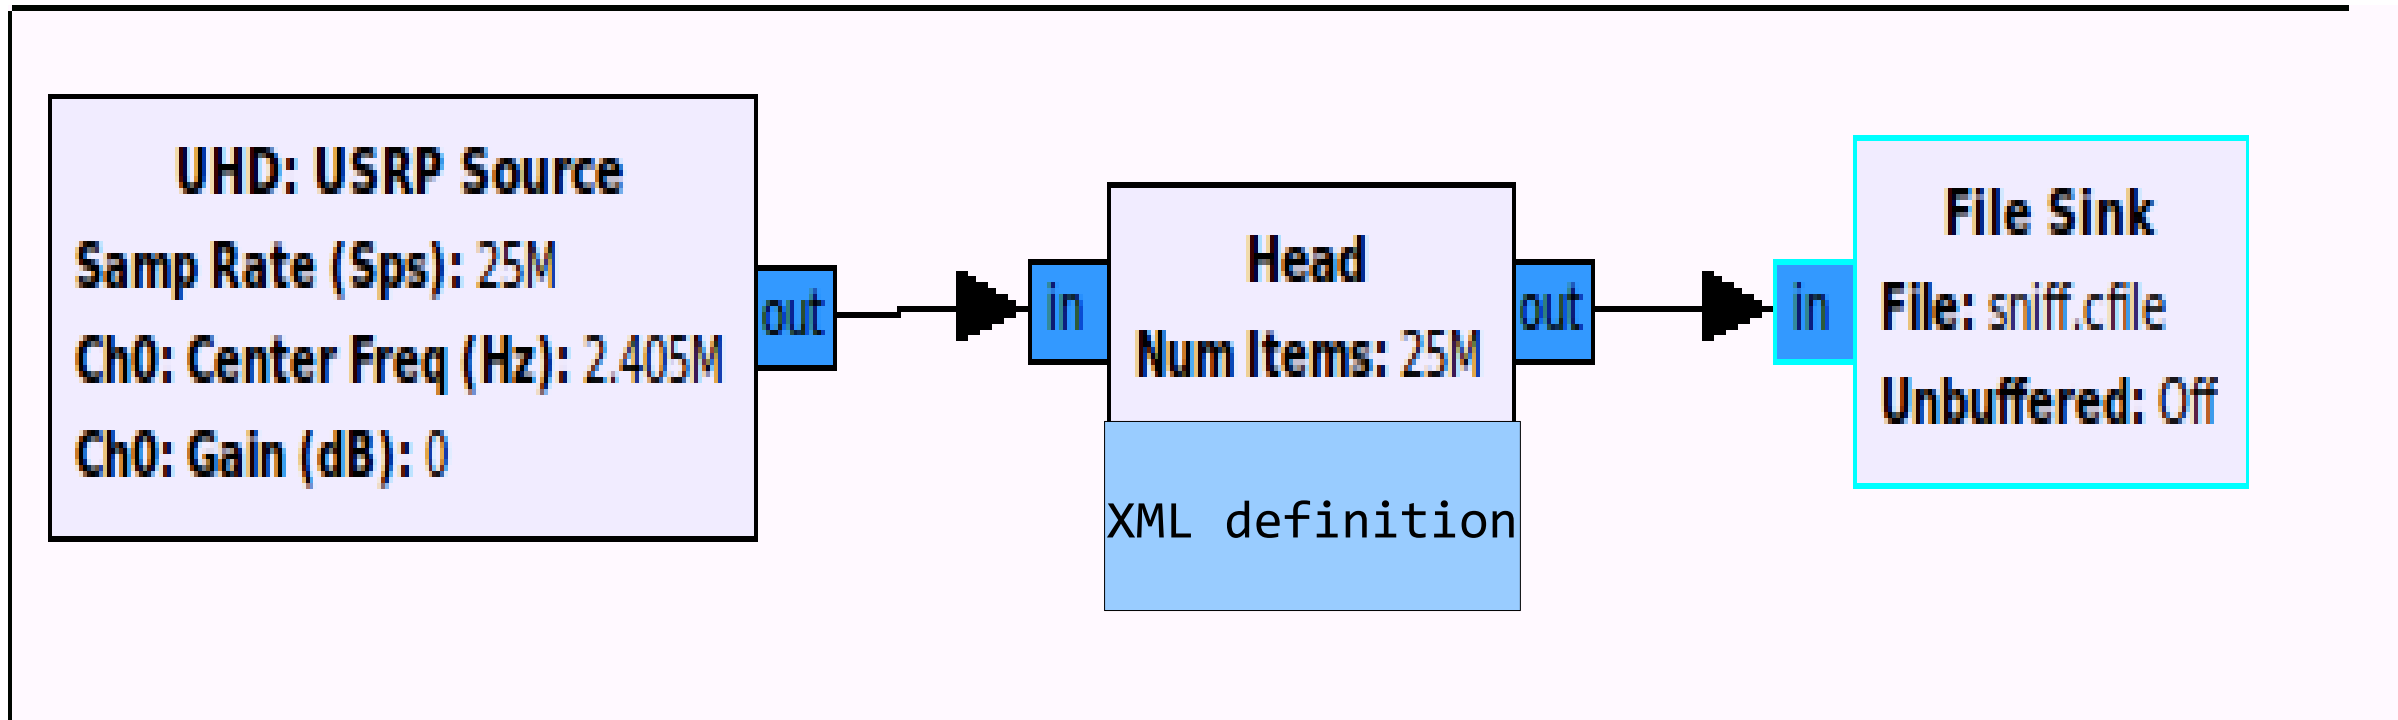 UHD: USRP Source
Samp Rate (Sps): 25M
Ch0: Center Freq (Hz): 2.405M
Ch0: Gain (dB): 0
out
in
Head
Num Items: 25M
XML definition
out
in
File Sink
File: sniff.cfile
Unbuffered: Off